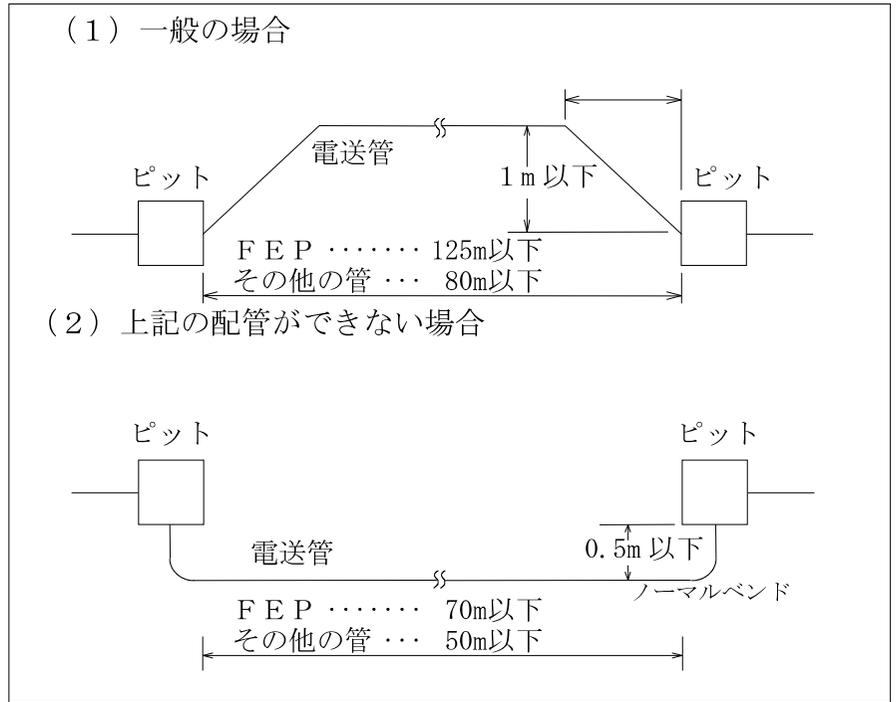 （１）一般の場合
電送管
１ｍ以下
ピット
ピット
ＦＥＰ ‥‥‥‥ 125m以下
その他の管 ‥・ 80m以下
（２）上記の配管ができない場合
ピット
ピット
電送管
0.5m 以下
ノーマルベンド
ＦＥＰ ‥‥‥‥ 70m以下
その他の管 ‥・ 50m以下